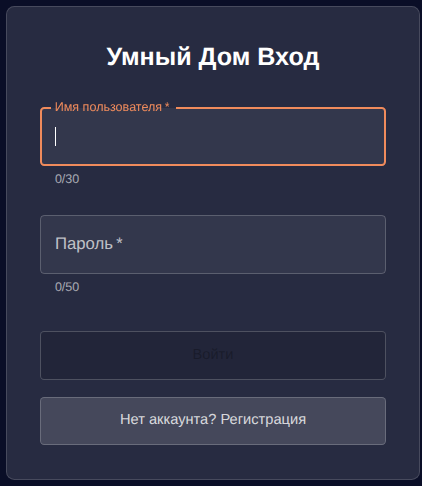 Умный Дом Вход
Имя пользователя *
0/30
Пароль *
0/50
Войти
Нет аккаунта? Регистрация